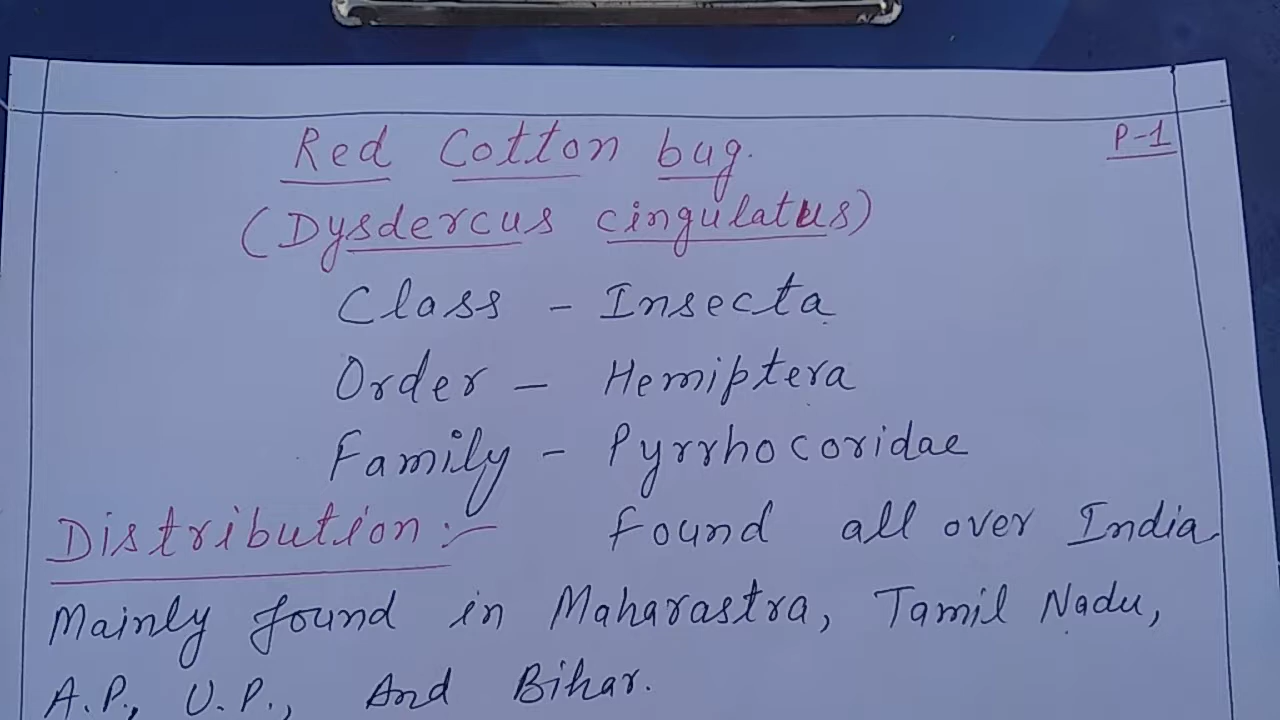 Red Cotton bug.
P-1
(Dysdercus cingulatus)
Class - Insecta
Order - Hemiptera
Family - Pyrrhocoridae
Distribution :- Found all over India
Mainly found in Maharastra, Tamil Nadu,
A.P., U.P., And Bihar.